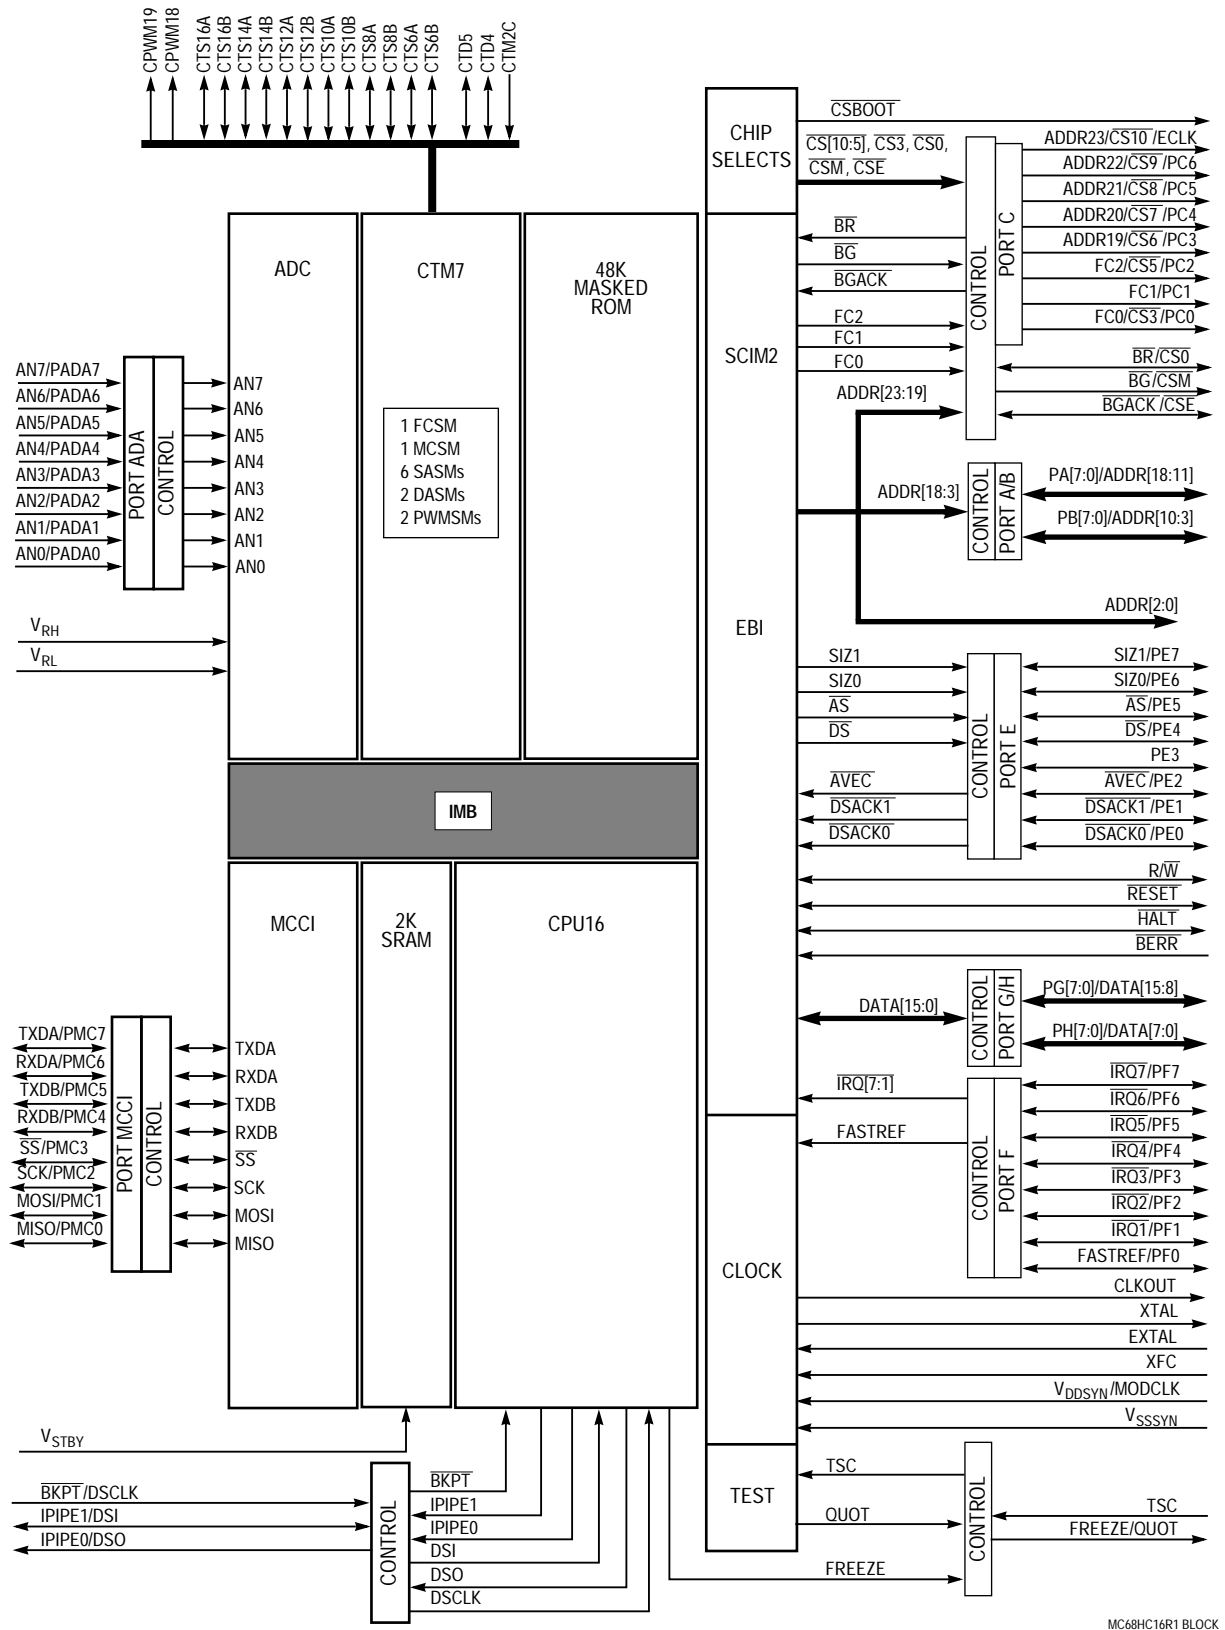 CPWM19
CPWM18
CTS16A
CTS16B
CTS14A
CTS14B
CTS12A
CTS12B
CTS10A
CTS10B
CTS8A
CTS8B
CTS6A
CTS6B
CTD5
CTD4
CTM2C
CHIP
SELECTS
CSBOOT
CS[10:5], CS3, CS0,
CSM, CSE
CONTROL
PORT C
ADDR23/CS10/ECLK
ADDR22/CS9/PC6
ADDR21/CS8/PC5
ADDR20/CS7/PC4
ADDR19/CS6/PC3
FC2/CS5/PC2
FC1/PC1
FC0/CS3/PC0
BR/CS0
BG/CSM
BGACK/CSE
BR
BG
BGACK
FC2
FC1
FC0
ADDR[23:19]
SCIM2
ADC
CTM7
48K
MASKED
ROM
1 FCSM
1 MCSM
6 SASMs
2 DASMs
2 PWMSMs
AN7/PADA7
AN6/PADA6
AN5/PADA5
AN4/PADA4
AN3/PADA3
AN2/PADA2
AN1/PADA1
AN0/PADA0
PORT ADA
CONTROL
AN7
AN6
AN5
AN4
AN3
AN2
AN1
AN0
VRH
VRL
ADDR[18:3]
CONTROL
PORT A/B
PA[7:0]/ADDR[18:11]
PB[7:0]/ADDR[10:3]
ADDR[2:0]
EBI
SIZ1
SIZ0
AS
DS
AVEC
DSACK1
DSACK0
CONTROL
PORT E
SIZ1/PE7
SIZ0/PE6
AS/PE5
DS/PE4
PE3
AVEC/PE2
DSACK1/PE1
DSACK0/PE0
R/W
RESET
HALT
BERR
IMB
MCCI
2K
SRAM
CPU16
DATA[15:0]
CONTROL
PORT G/H
PG[7:0]/DATA[15:8]
PH[7:0]/DATA[7:0]
TXDA/PMC7
RXDA/PMC6
TXDB/PMC5
RXDB/PMC4
SS/PMC3
SCK/PMC2
MOSI/PMC1
MISO/PMC0
PORT MCCI
CONTROL
TXDA
RXDA
TXDB
RXDB
SS
SCK
MOSI
MISO
IRQ[7:1]
FASTREF
CONTROL
PORT F
IRQ7/PF7
IRQ6/PF6
IRQ5/PF5
IRQ4/PF4
IRQ3/PF3
IRQ2/PF2
IRQ1/PF1
FASTREF/PF0
CLOCK
CLKOUT
XTAL
EXTAL
XFC
VDDSYN/MODCLK
VSSSYN
VSTBY
BKPT/DSCLK
IPIPE1/DSI
IPIPE0/DSO
CONTROL
BKPT
IPIPE1
IPIPE0
DSI
DSO
DSCLK
TEST
TSC
QUOT
FREEZE
CONTROL
TSC
FREEZE/QUOT
MC68HC16R1 BLOCK